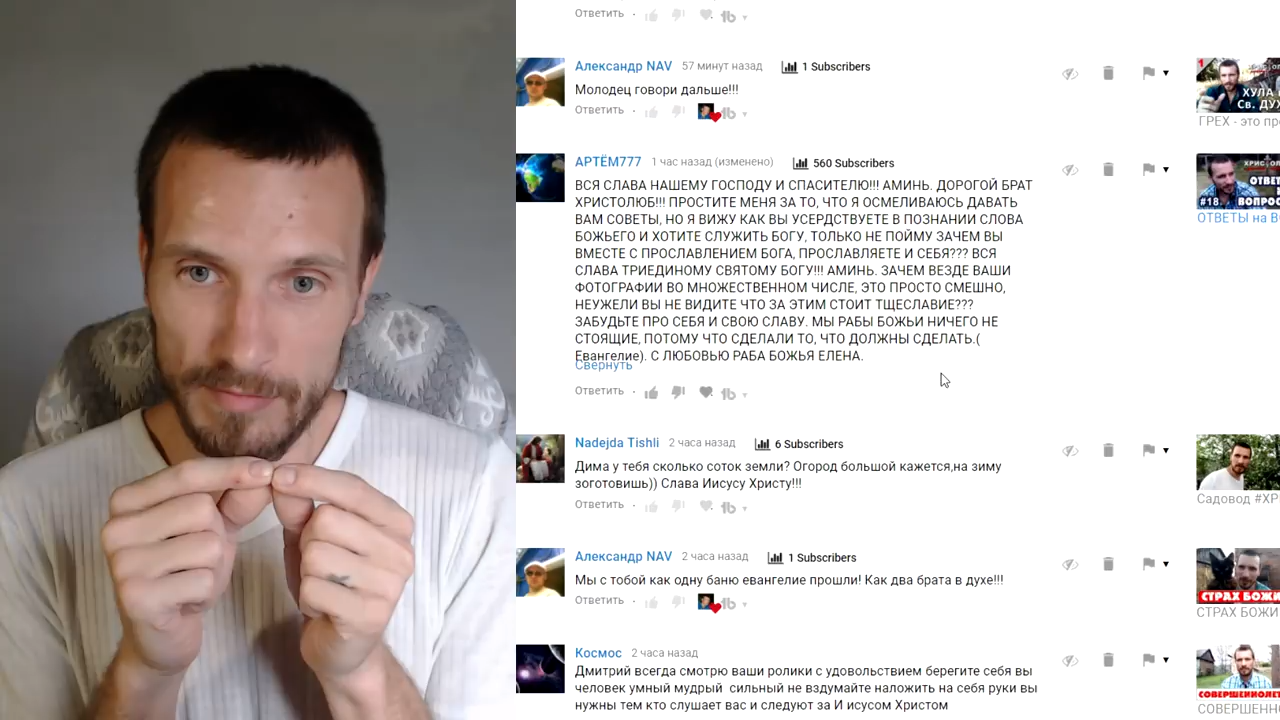 Ответить
Александр NAV 57 минут назад 1 Subscribers
Молодец говори дальше!!!
Ответить
1
ХУЛА
Св. ДУХ
ГРЕХ - это
АРТЁМ777 1 час назад (изменено) 560 Subscribers
ВСЯ СЛАВА НАШЕМУ ГОСПОДУ И СПАСИТЕЛЮ!!! АМИНЬ. ДОРОГОЙ БРАТ
ХРИСТОЛЮБ!!! ПРОСТИТЕ МЕНЯ ЗА ТО, ЧТО Я ОСМЕЛИВАЮСЬ ДАВАТЬ
ВАМ СОВЕТЫ, НО Я ВИЖУ КАК ВЫ УСЕРДСТВУЕТЕ В ПОЗНАНИИ СЛОВА
БОЖЬЕГО И ХОТИТЕ СЛУЖИТЬ БОГУ, ТОЛЬКО НЕ ПОЙМУ ЗАЧЕМ ВЫ
ВМЕСТЕ С ПРОСЛАВЛЕНИЕМ БОГА, ПРОСЛАВЛЯЕТЕ И СЕБЯ??? ВСЯ
СЛАВА ТРИЕДИНОМУ СВЯТОМУ БОГУ!!! АМИНЬ. ЗАЧЕМ ВЕЗДЕ ВАШИ
ФОТОГРАФИИ ВО МНОЖЕСТВЕННОМ ЧИСЛЕ, ЭТО ПРОСТО СМЕШНО,
НЕУЖЕЛИ ВЫ НЕ ВИДИТЕ ЧТО ЗА ЭТИМ СТОИТ ТЩЕСЛАВИЕ???
ЗАБУДЬТЕ ПРО СЕБЯ И СВОЮ СЛАВУ. МЫ РАБЫ БОЖЬИ НИЧЕГО НЕ
СТОЯЩИЕ, ПОТОМУ ЧТО СДЕЛАЛИ ТО, ЧТО ДОЛЖНЫ СДЕЛАТЬ.(
Евангелие). С ЛЮБОВЬЮ РАБА БОЖЬЯ ЕЛЕНА.
Свернуть
Ответить
#18
ОТВЕТЫ на В
Nadejda Tishli 2 часа назад 6 Subscribers
Дима у тебя сколько соток земли? Огород большой кажется,на зиму
зоготовишь)) Слава Иисусу Христу!!!
Ответить
Садовод #ХР
Александр NAV 2 часа назад 1 Subscribers
Мы с тобой как одну баню евангелие прошли! Как два брата в духе!!!
Ответить
СТРАХ БОЖИ
СТРАХ БОЖИ
Космос 2 часа назад
Дмитрий всегда смотрю ваши ролики с удовольствием берегите себя вы
человек умный мудрый сильный не вздумайте наложить на себя руки вы
нужны тем кто слушает вас и следуют за И исусом Христом
СОВЕРШЕННОЛЕТ
СОВЕРШЕННО